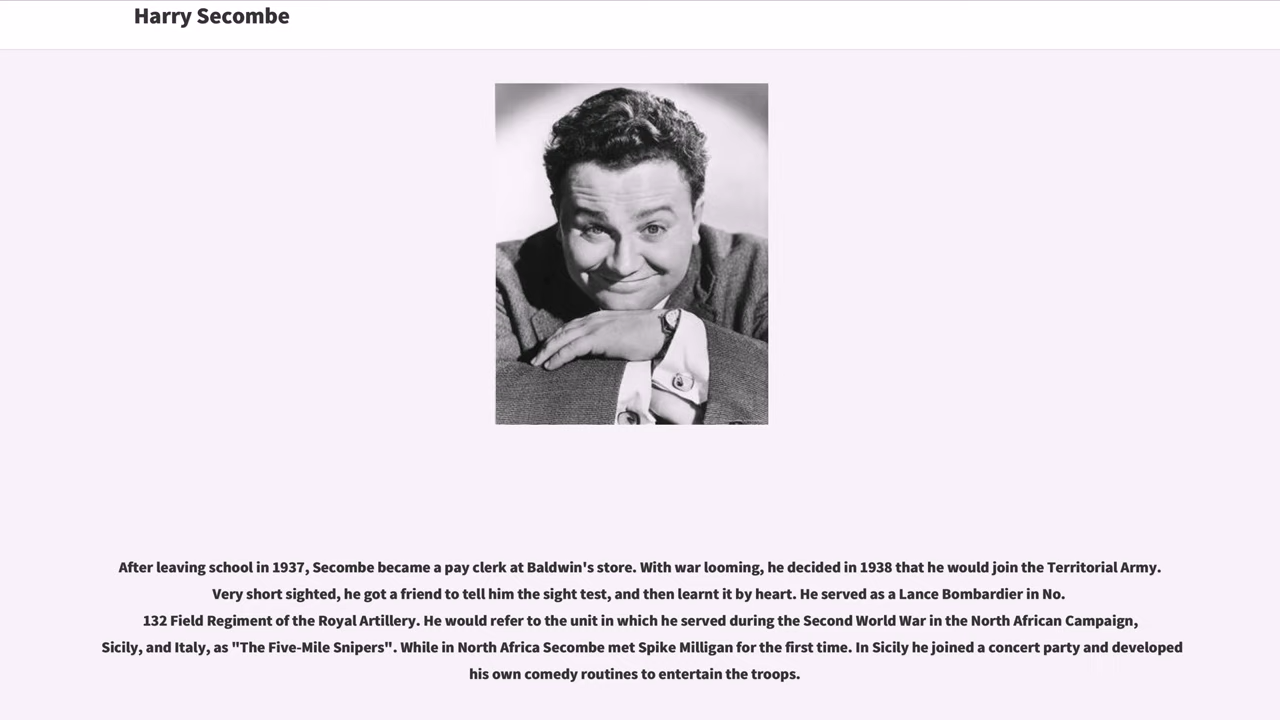 Harry Secombe
After leaving school in 1937, Secombe became a pay clerk at Baldwin's store. With war looming, he decided in 1938 that he would join the Territorial Army.
Very short sighted, he got a friend to tell him the sight test, and then learnt it by heart. He served as a Lance Bombardier in No.
132 Field Regiment of the Royal Artillery. He would refer to the unit in which he served during the Second World War in the North African Campaign,
Sicily, and Italy, as "The Five-Mile Snipers". While in North Africa Secombe met Spike Milligan for the first time. In Sicily he joined a concert party and developed
his own comedy routines to entertain the troops.